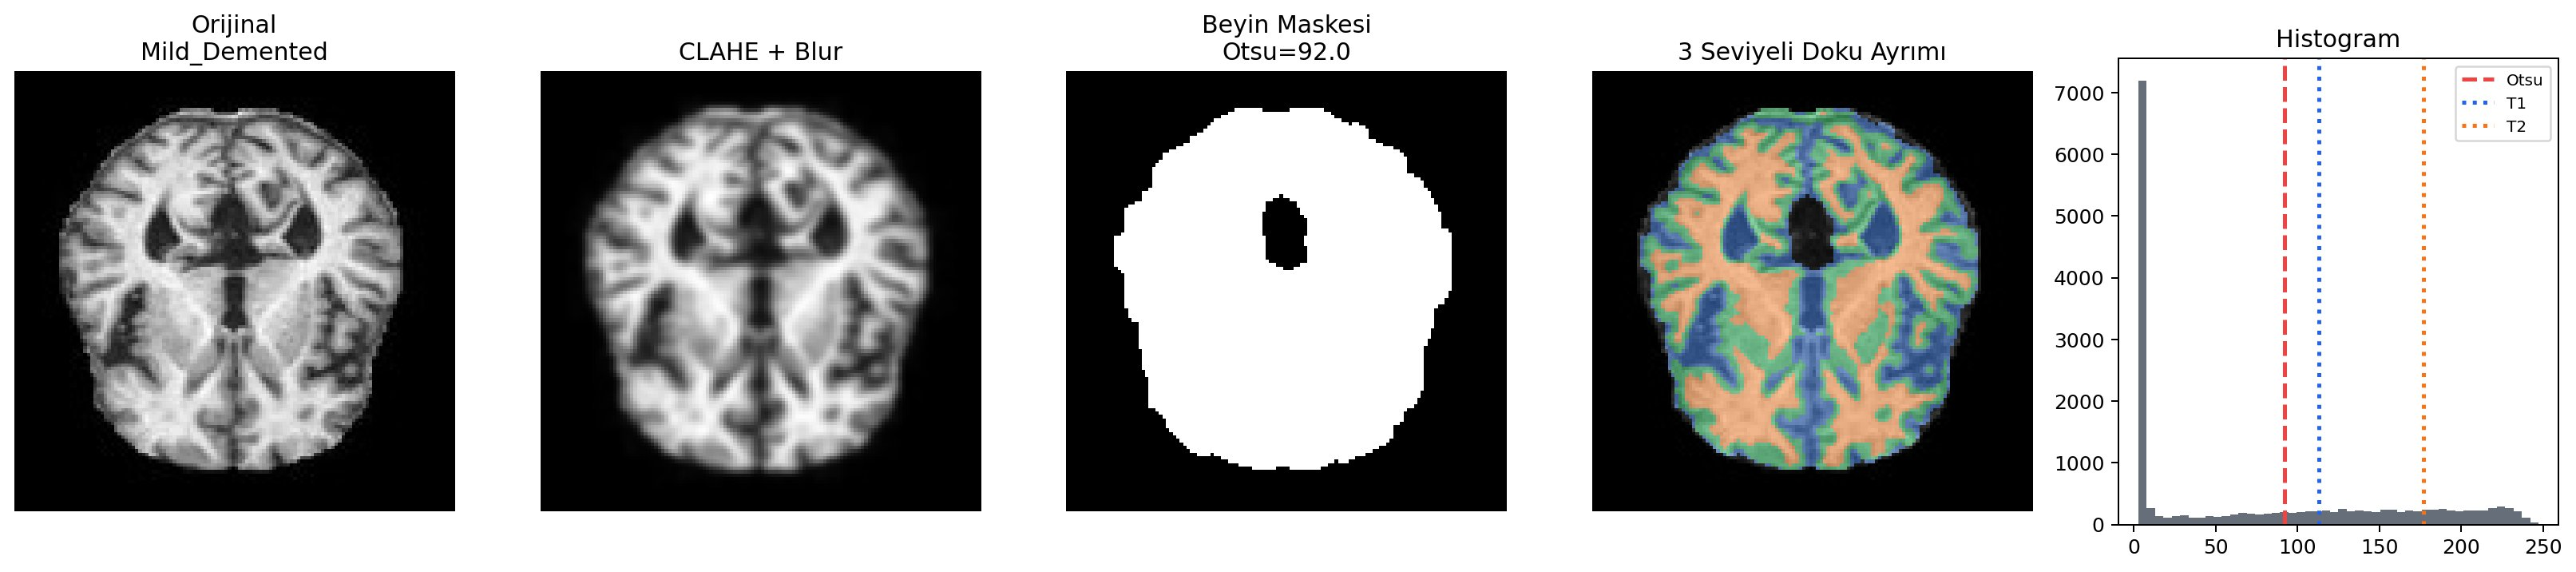 Orijinal
Mild_Demented
CLAHE + Blur
Beyin Maskesi
Otsu=92.0
3 Seviyeli Doku Ayrımı
Histogram
Otsu
T1
T2
7000
6000
5000
4000
3000
2000
1000
0
0 50 100 150 200 250